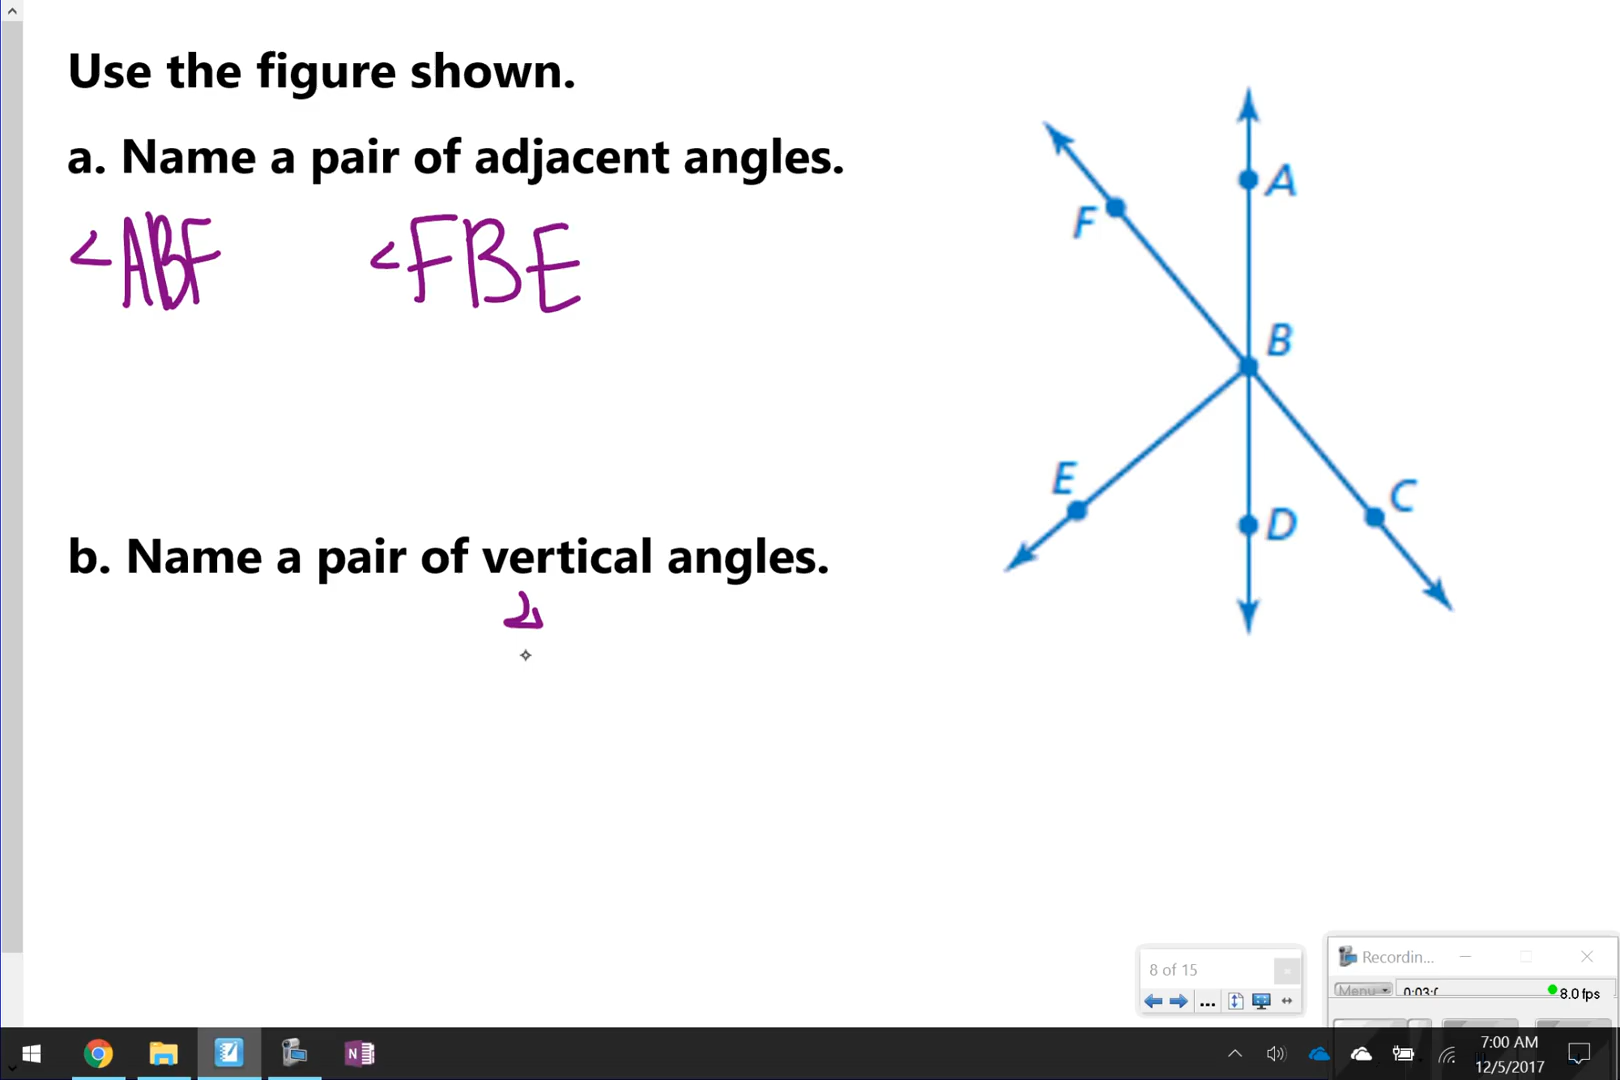 Use the figure shown.
a. Name a pair of adjacent angles.
<ABF <FBE
b. Name a pair of vertical angles.
A
F
B
E
C
D
8 of 15
Recordin...
Menu
8.0 fps
7:00 AM
12/5/2017